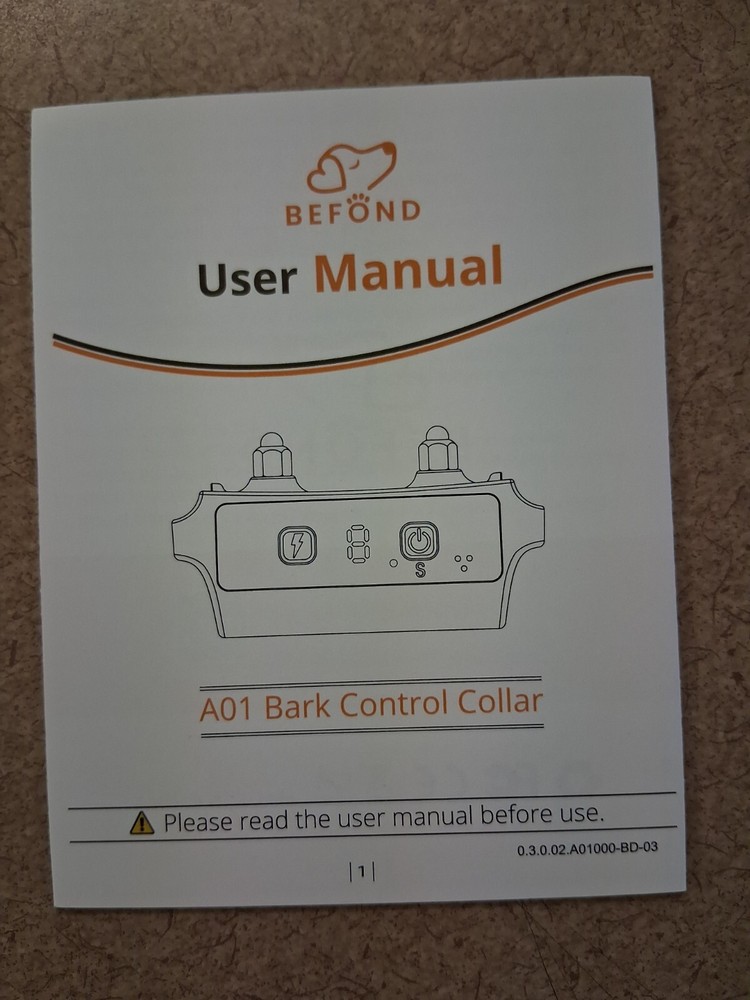 BEFOND
User Manual
8
S
A01 Bark Control Collar
Please read the user manual before use.
0.3.0.02.A01000-BD-03
|1|